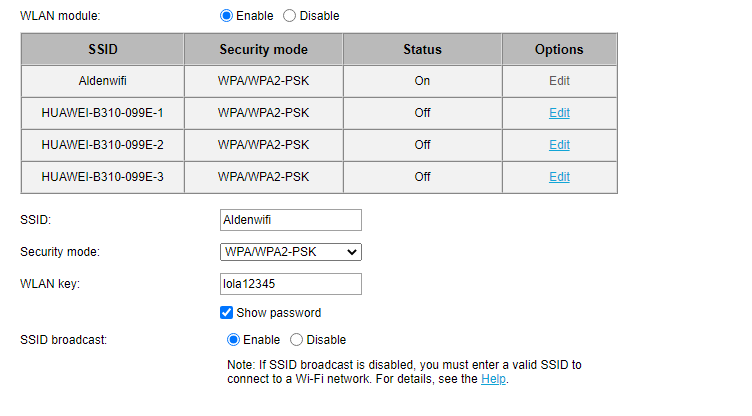 WLAN module: Enable Disable
SSID Security mode Status Options
Aldenwifi WPA/WPA2-PSK On Edit
HUAWEI-B310-099E-1 WPA/WPA2-PSK Off Edit
HUAWEI-B310-099E-2 WPA/WPA2-PSK Off Edit
HUAWEI-B310-099E-3 WPA/WPA2-PSK Off Edit
SSID: Aldenwifi
Security mode: WPA/WPA2-PSK
WLAN key: lola12345
Show password
SSID broadcast: Enable Disable
Note: If SSID broadcast is disabled, you must enter a valid SSID to
connect to a Wi-Fi network. For details, see the Help.